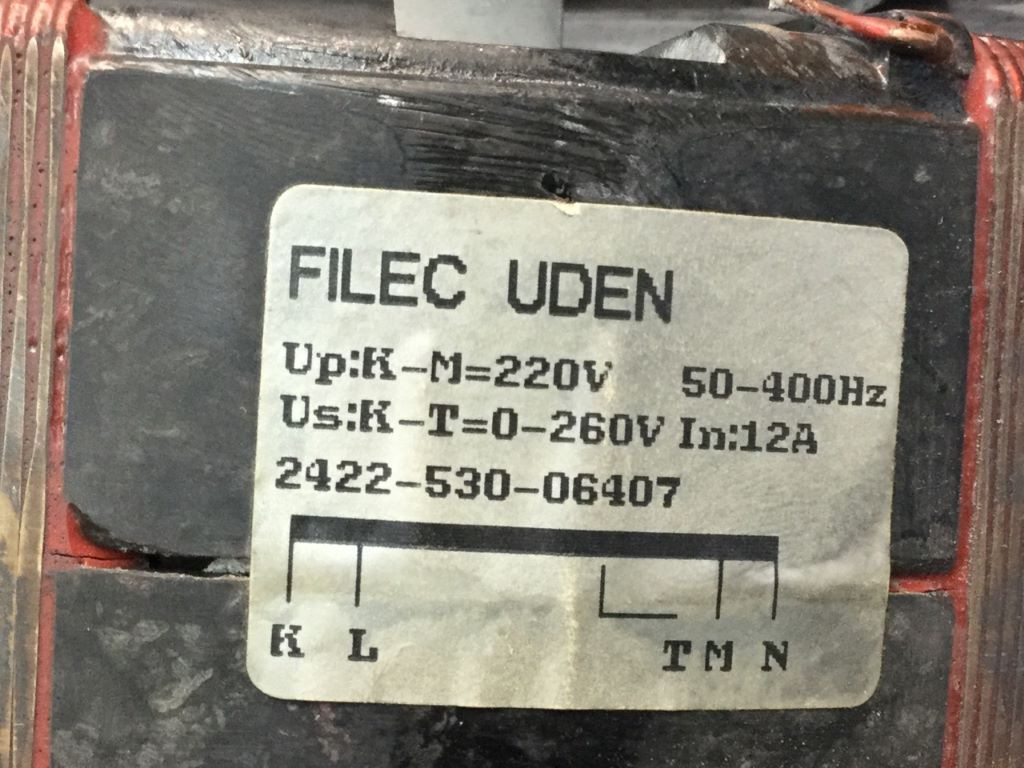 FILEC UDEN
Up:K-M=220V 50-400Hz
Us:K-T=0-260V In:12A
2422-530-06407
K L T M N